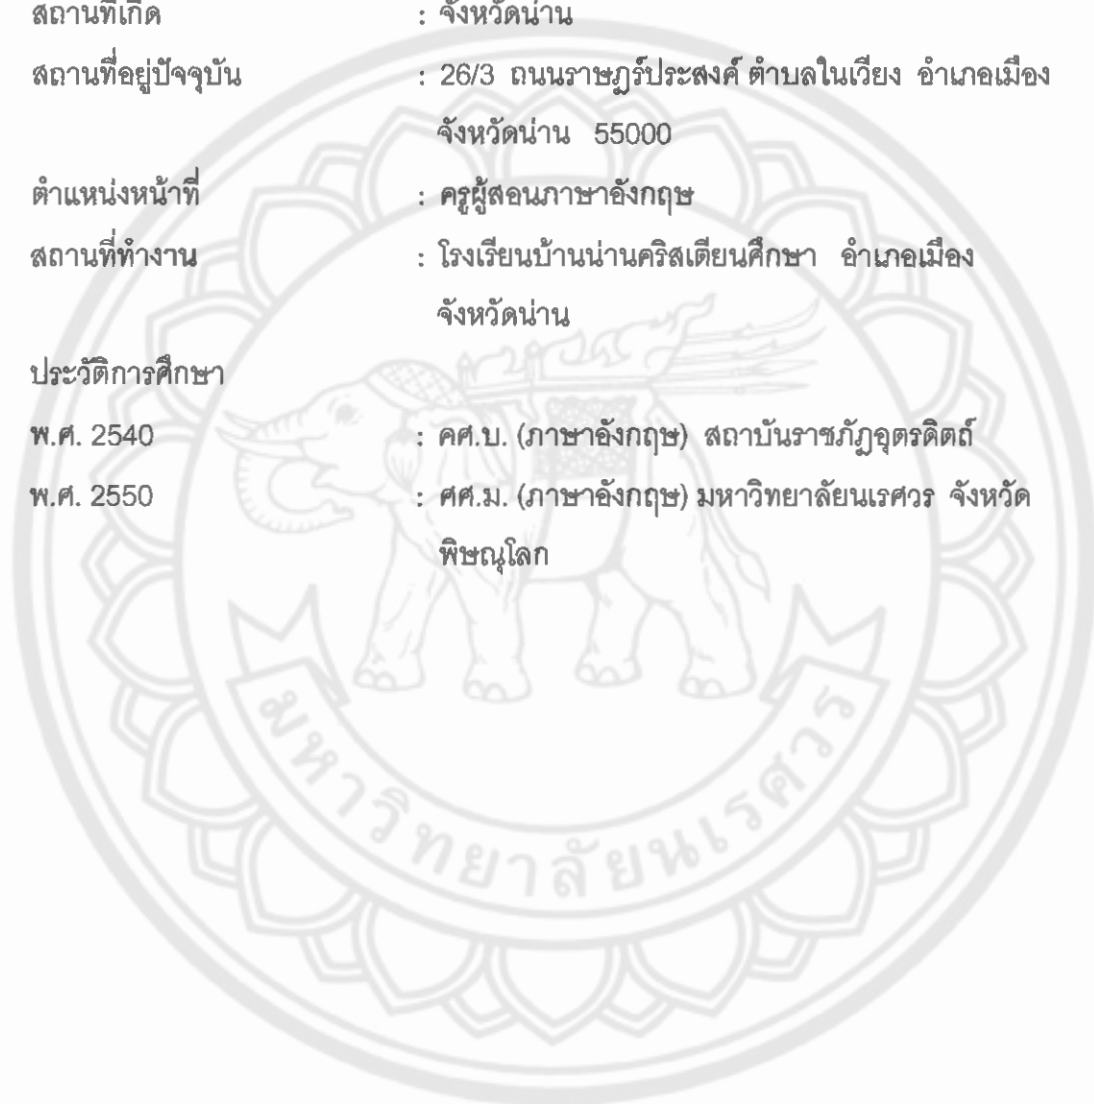 สถานที่เกิด : จังหวัดน่าน
สถานที่อยู่ปัจจุบัน : 26/3 ถนนราษฎร์ประสงค์ ตำบลในเวียง อำเภอเมือง
จังหวัดน่าน 55000
ตำแหน่งหน้าที่ : ครูผู้สอนภาษาอังกฤษ
สถานที่ทำงาน : โรงเรียนบ้านน่านคริสเตียนศึกษา อำเภอเมือง
จังหวัดน่าน
ประวัติการศึกษา
พ.ศ. 2540 : คศ.บ. (ภาษาอังกฤษ) สถาบันราชภัฏอุตรดิตถ์
พ.ศ. 2550 : ศศ.ม. (ภาษาอังกฤษ) มหาวิทยาลัยนเรศวร จังหวัด
พิษณุโลก
มหาวิทยาลัยนเรศวร